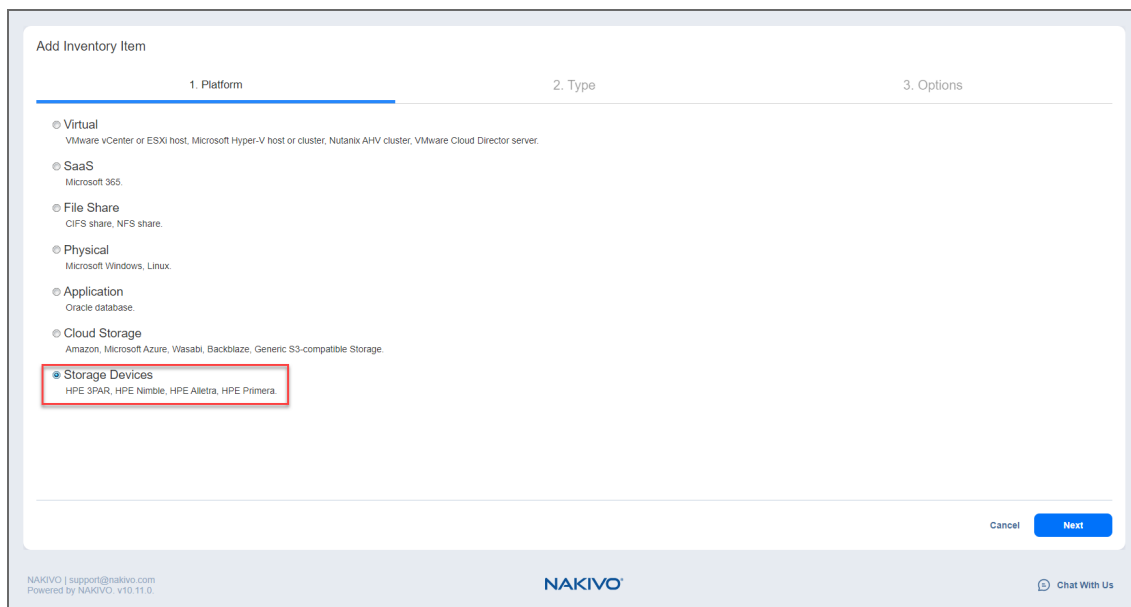 Add Inventory Item
1. Platform
2. Type
3. Options
Virtual
VMware vCenter or ESXi host, Microsoft Hyper-V host or cluster, Nutanix AHV cluster, VMware Cloud Director server.
SaaS
Microsoft 365.
File Share
CIFS share, NFS share.
Physical
Microsoft Windows, Linux.
Application
Oracle database.
Cloud Storage
Amazon, Microsoft Azure, Wasabi, Backblaze, Generic S3-compatible Storage.
Storage Devices
HPE 3PAR, HPE Nimble, HPE Alletra, HPE Primera.
Cancel
Next
NAKIVO | support@nakivo.com
Powered by NAKIVO. v10.11.0.
NAKIVO
Chat With Us